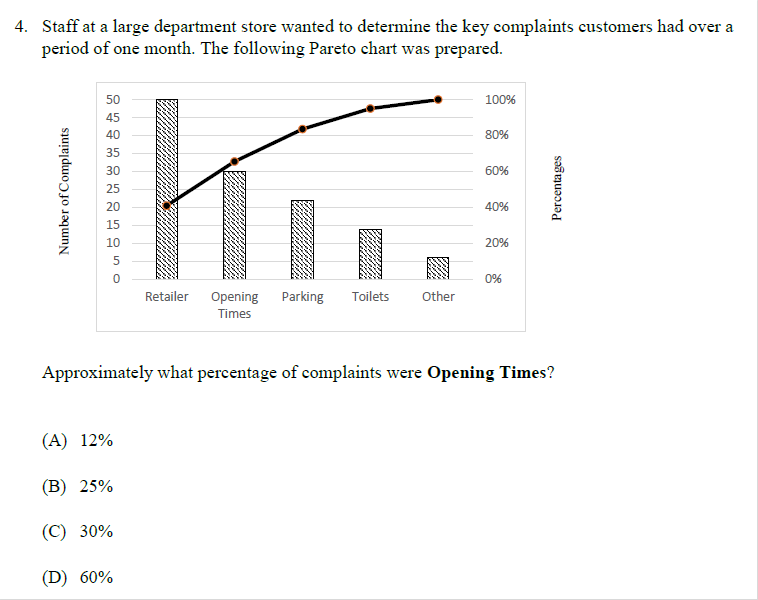 4. Staff at a large department store wanted to determine the key complaints customers had over a
period of one month. The following Pareto chart was prepared.
50
45
40
35
30
25
20
15
10
5
0
Number of Complaints
100%
80%
60%
40%
20%
0%
Percentages
Retailer Opening Parking Toilets Other
Times
Approximately what percentage of complaints were Opening Times?
(A) 12%
(B) 25%
(C) 30%
(D) 60%